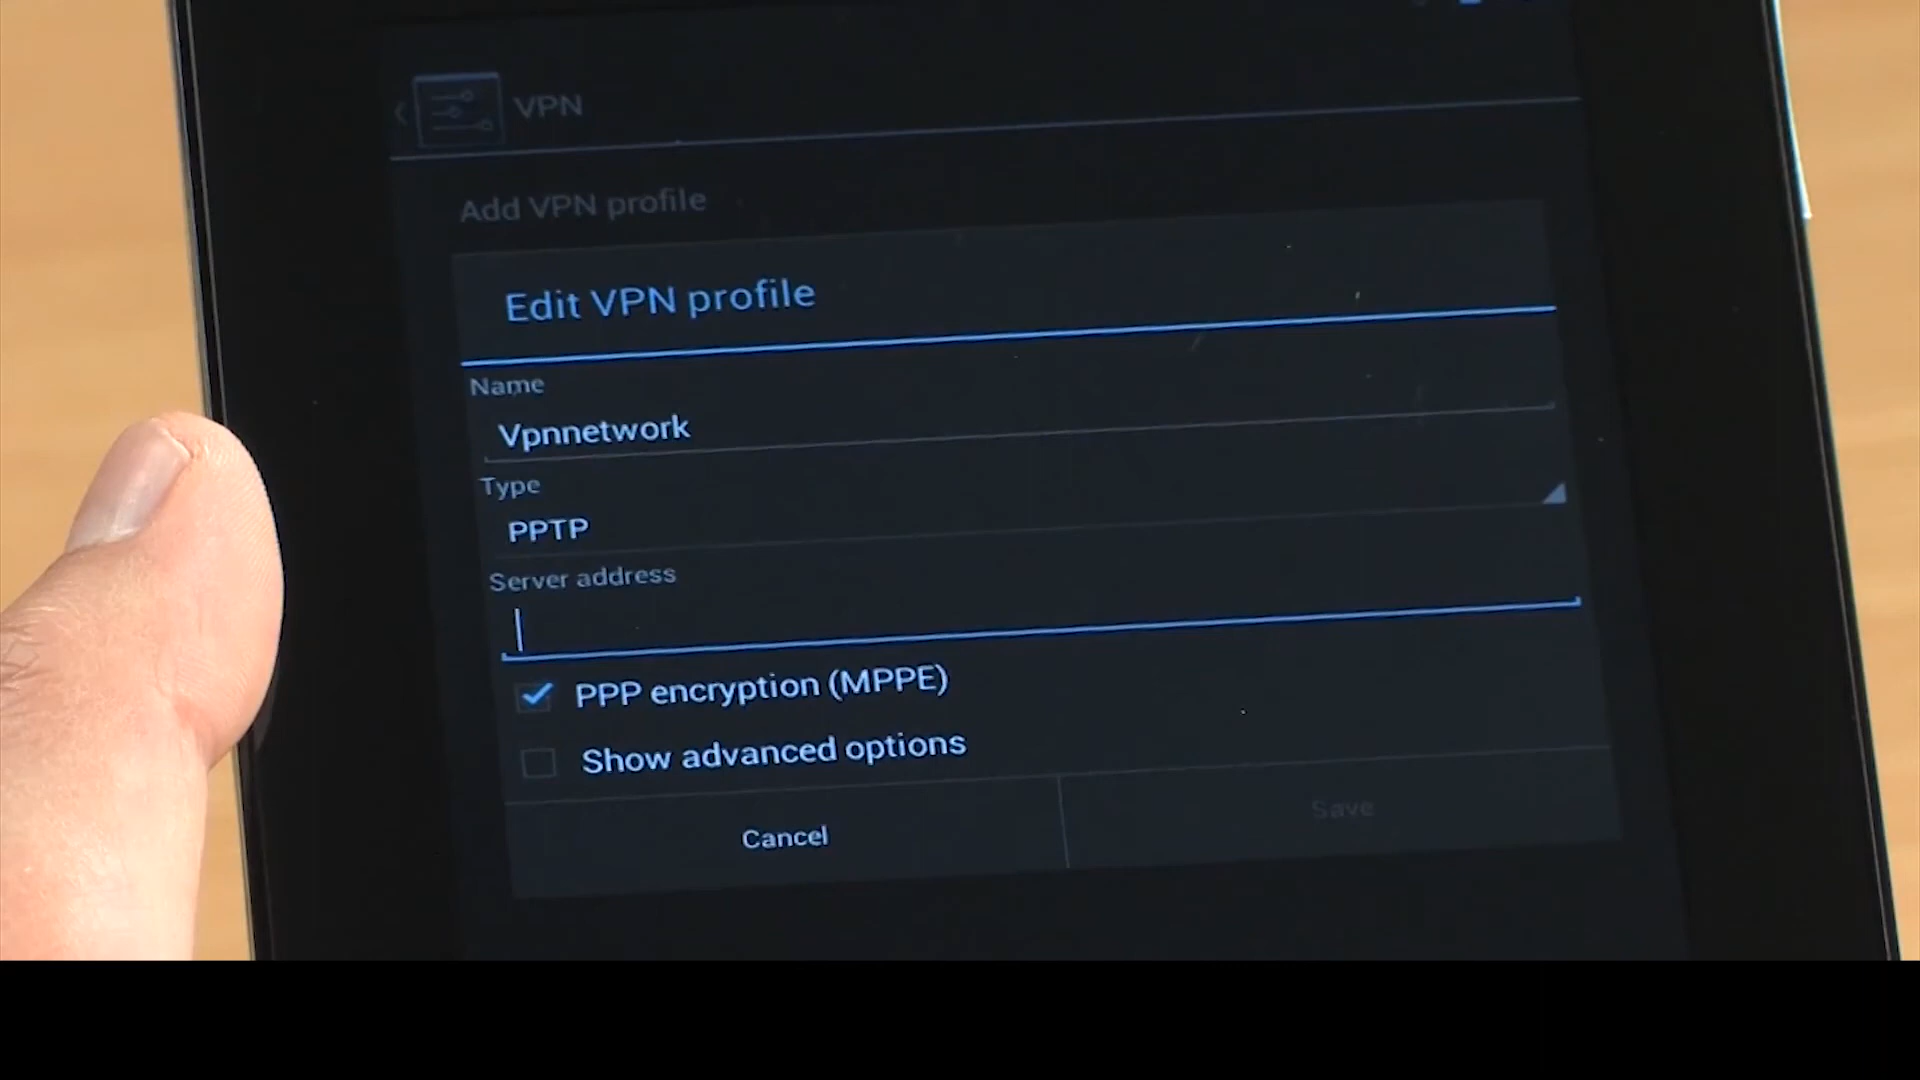 VPN
Add VPN profile
Edit VPN profile
Name
Vpnnetwork
Type
PPTP
Server address
PPP encryption (MPPE)
Show advanced options
Cancel
Save